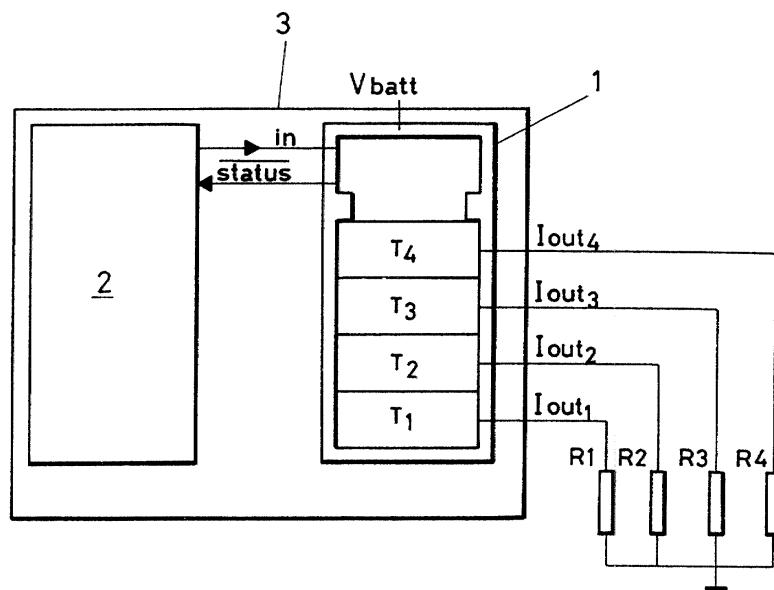 3
Vbatt
1
in
status
2
T4
Iout4
T3
Iout3
T2
Iout2
T1
Iout1
R1 R2 R3 R4